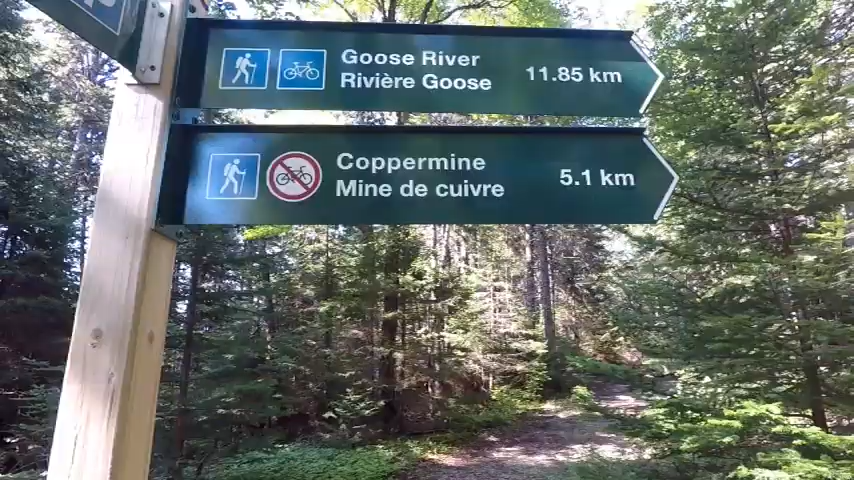 Goose River
Rivière Goose
11.85 km
Coppermine
Mine de cuivre
5.1 km